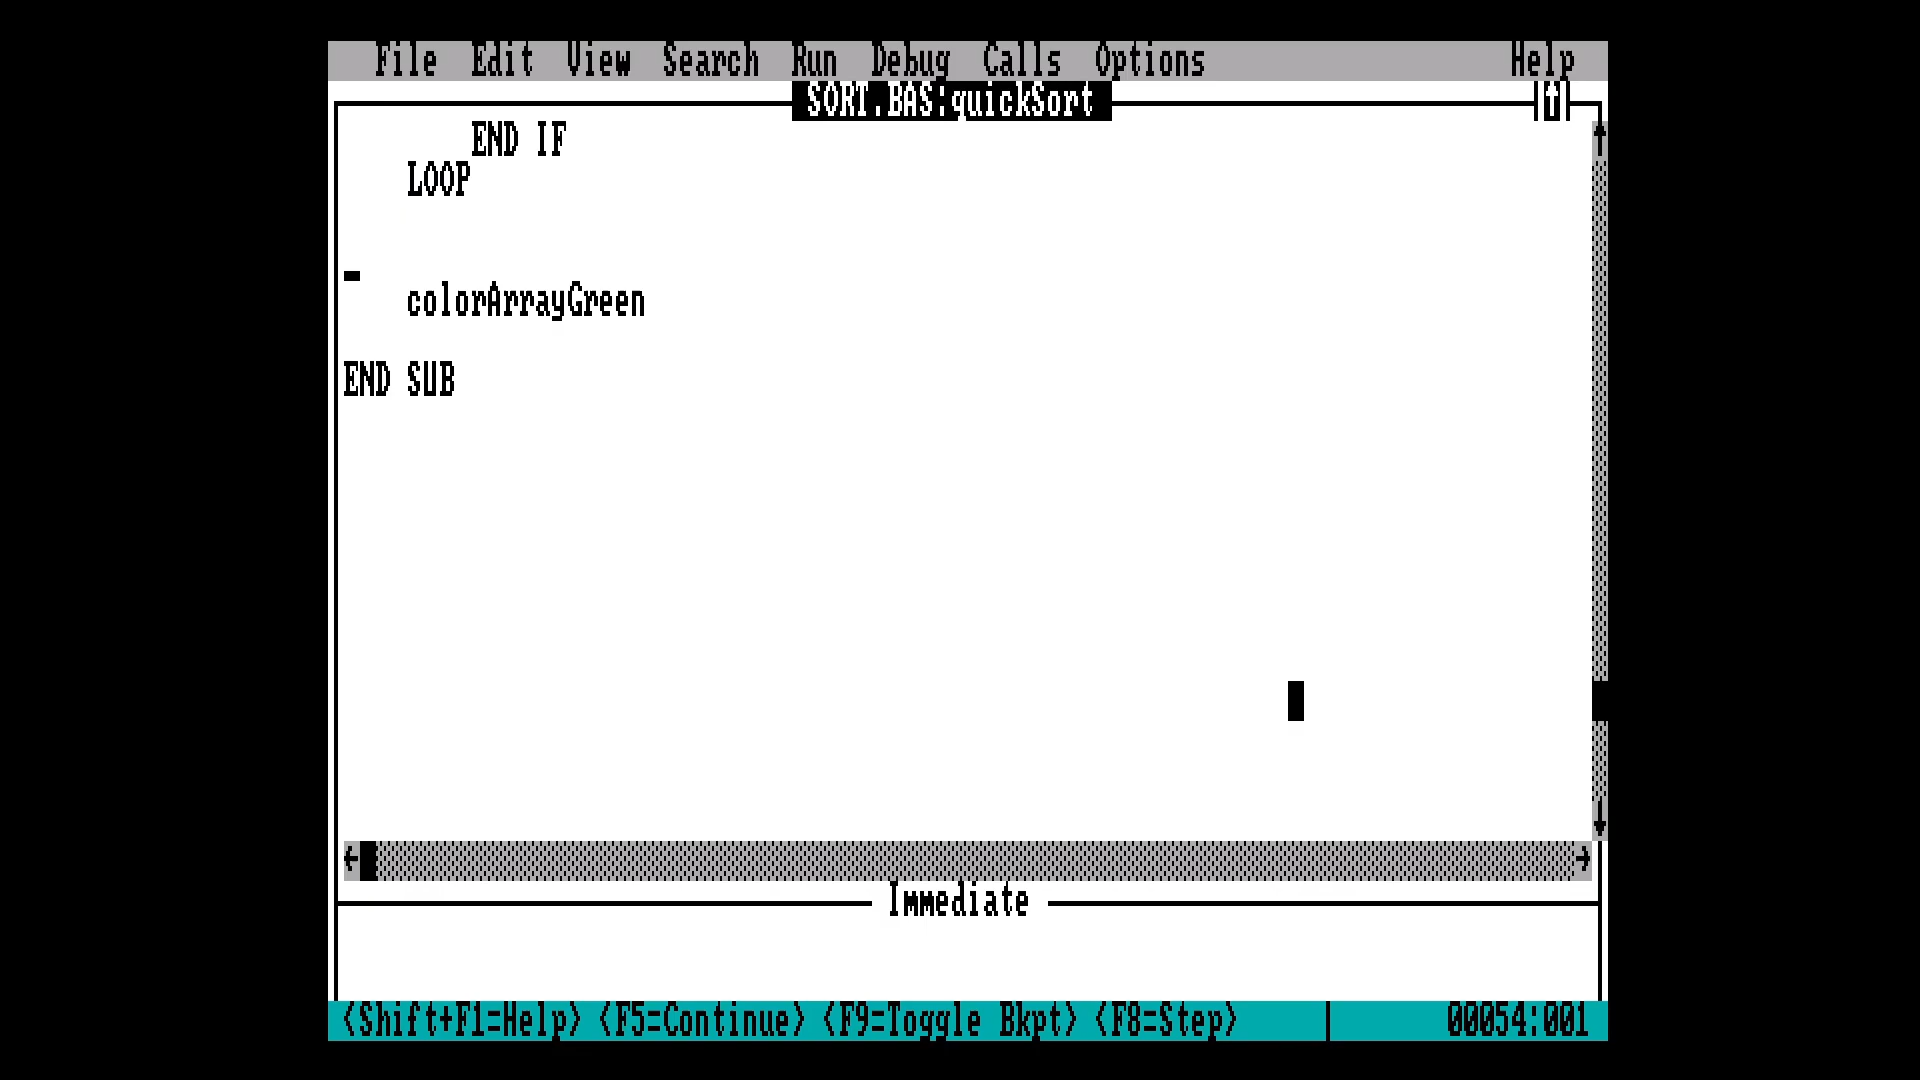 File Edit View Search Run Debug Calls Options Help
SORT.BAS:quickSort
END IF
LOOP
colorArrayGreen
END SUB
Immediate
<Shift+F1=Help> <F5=Continue> <F9=Toggle Bkpt> <F8=Step> 00054:001